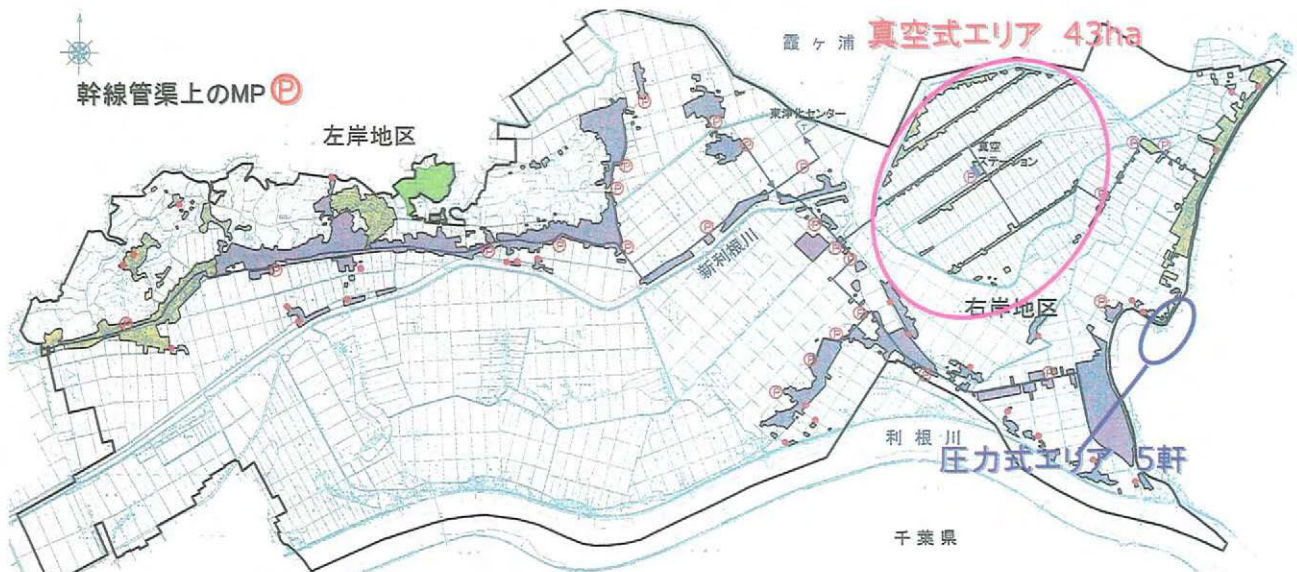 霞ヶ浦
真空式エリア 43ha
幹線管渠上のMP Ⓟ
左岸地区
東浄化センター
真空
ステーション
新利根川
右岸地区
利根川
圧力式エリア 5軒
千葉県